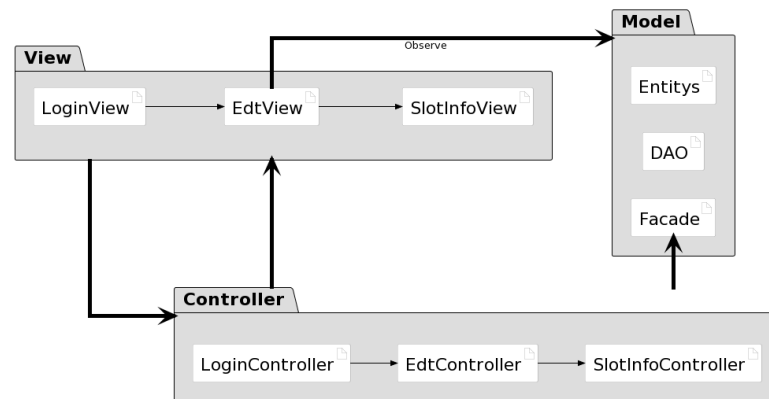 Model
Observe
View
Entitys
LoginView
EdtView
SlotInfoView
DAO
Facade
Controller
LoginController
EdtController
SlotInfoController